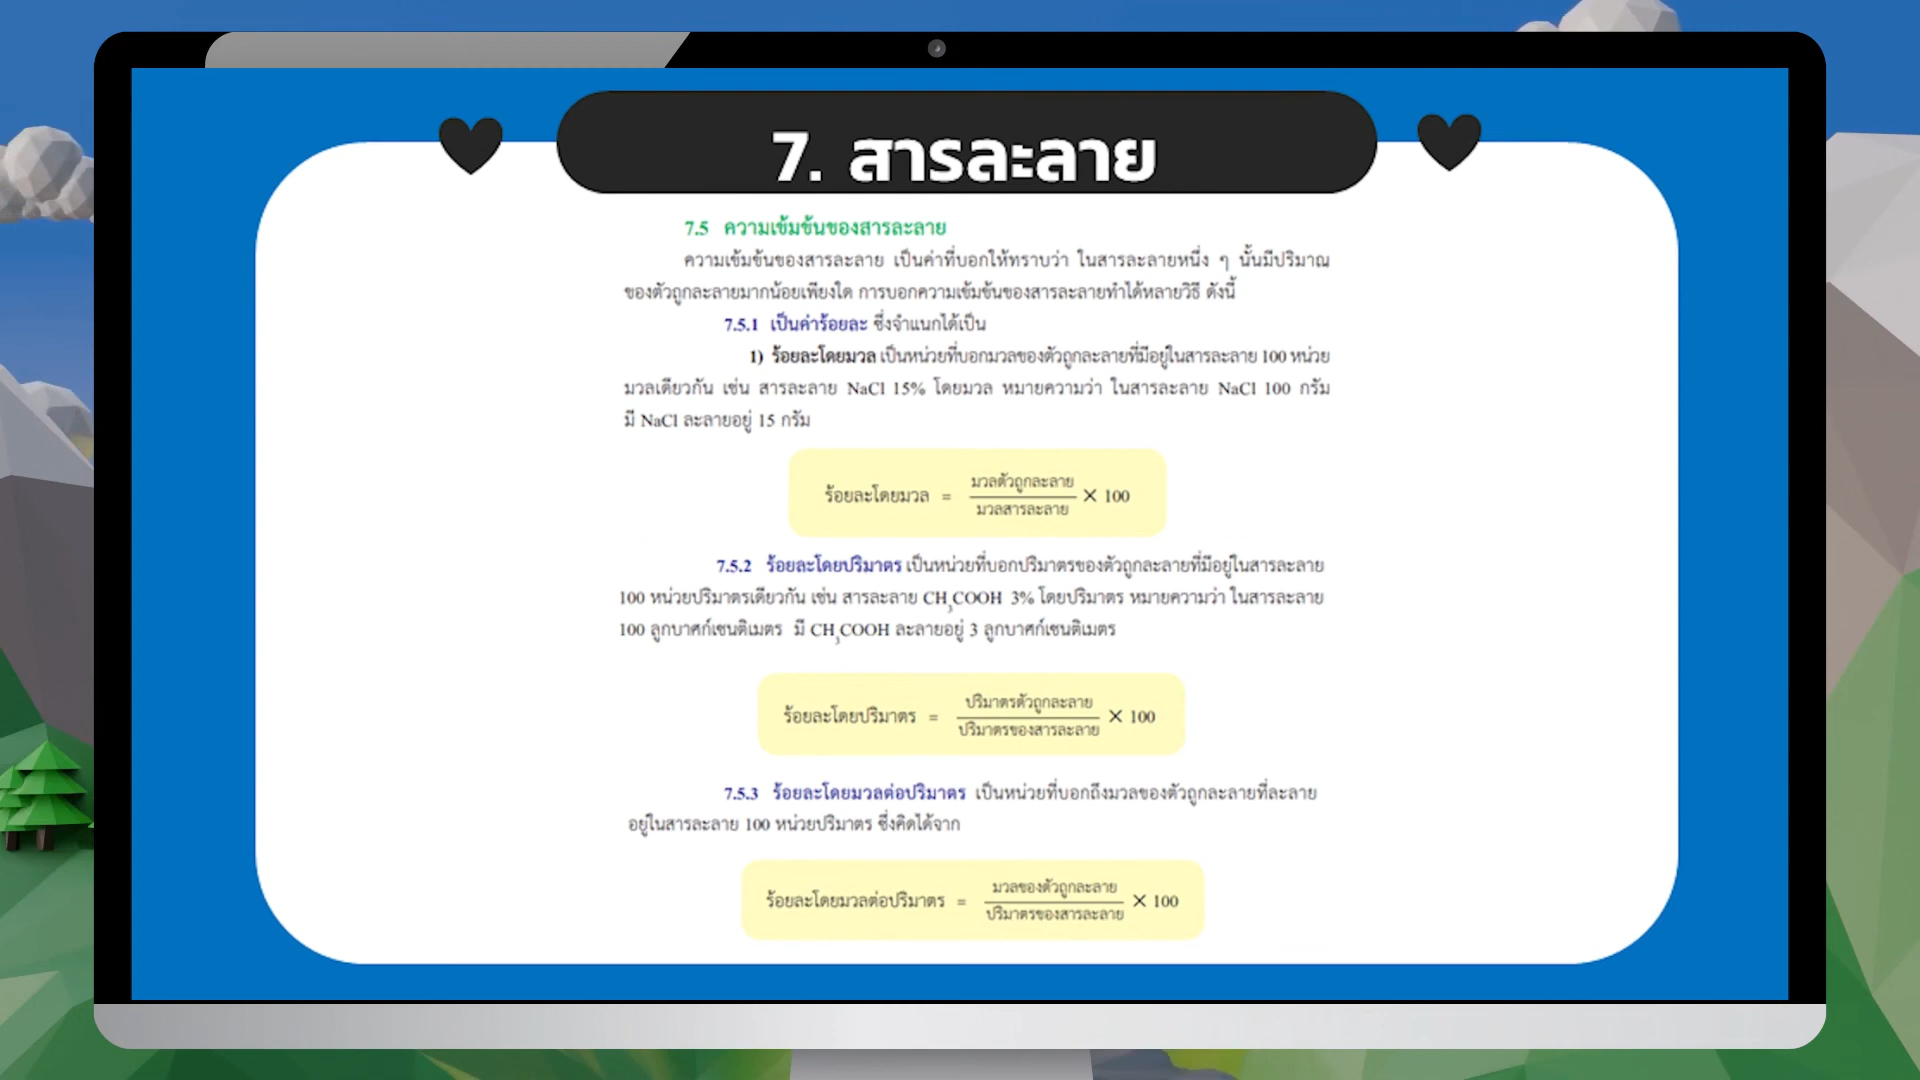 7. สารละลาย
7.5 ความเข้มข้นของสารละลาย
ความเข้มข้นของสารละลาย เป็นค่าที่บอกให้ทราบว่า ในสารละลายหนึ่ง ๆ นั้นมีปริมาณ
ของตัวถูกละลายมากน้อยเพียงใด การบอกความเข้มข้นของสารละลายทำได้หลายวิธี ดังนี้
7.5.1 เป็นค่าร้อยละ ซึ่งจำแนกได้เป็น
1) ร้อยละโดยมวล เป็นหน่วยที่บอกมวลของตัวถูกละลายที่มีอยู่ในสารละลาย 100 หน่วย
มวลเดียวกัน เช่น สารละลาย NaCl 15% โดยมวล หมายความว่า ในสารละลาย NaCl 100 กรัม
มี NaCl ละลายอยู่ 15 กรัม
ร้อยละโดยมวล = มวลตัวถูกละลาย / มวลสารละลาย × 100
7.5.2 ร้อยละโดยปริมาตร เป็นหน่วยที่บอกปริมาตรของตัวถูกละลายที่มีอยู่ในสารละลาย
100 หน่วยปริมาตรเดียวกัน เช่น สารละลาย CH₃COOH 3% โดยปริมาตร หมายความว่า ในสารละลาย
100 ลูกบาศก์เซนติเมตร มี CH₃COOH ละลายอยู่ 3 ลูกบาศก์เซนติเมตร
ร้อยละโดยปริมาตร = ปริมาตรตัวถูกละลาย / ปริมาตรของสารละลาย × 100
7.5.3 ร้อยละโดยมวลต่อปริมาตร เป็นหน่วยที่บอกถึงมวลของตัวถูกละลายที่ละลาย
อยู่ในสารละลาย 100 หน่วยปริมาตร ซึ่งคิดได้จาก
ร้อยละโดยมวลต่อปริมาตร = มวลของตัวถูกละลาย / ปริมาตรของสารละลาย × 100